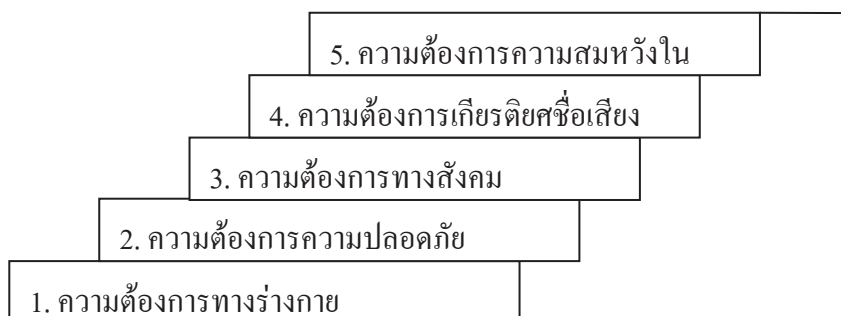 5. ความต้องการความสมหวังใน
4. ความต้องการเกียรติยศชื่อเสียง
3. ความต้องการทางสังคม
2. ความต้องการความปลอดภัย
1. ความต้องการทางร่างกาย